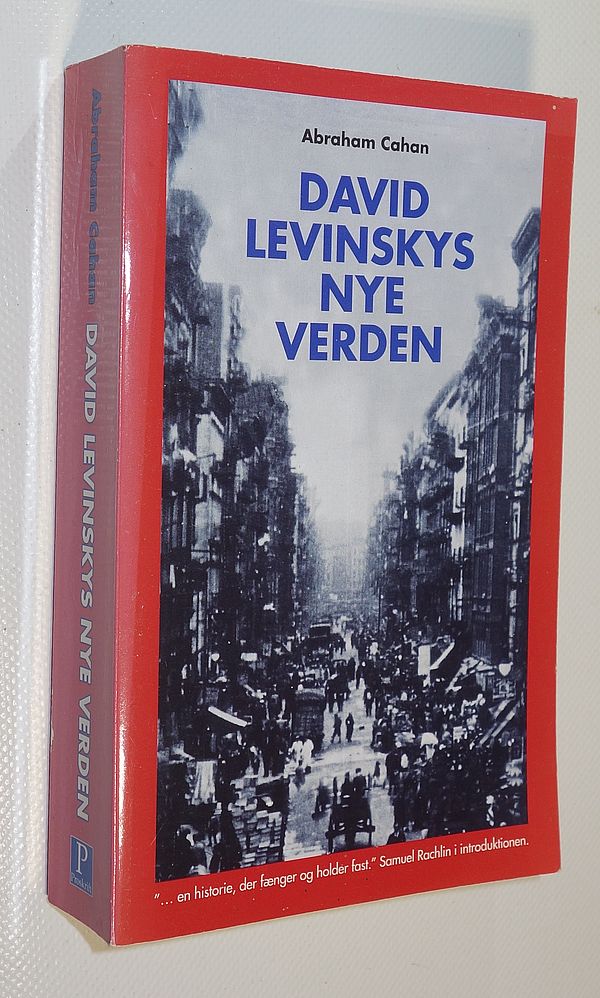 Abraham Cahan
DAVID
LEVINSKYS
NYE
VERDEN
"... en historie, der fænger og holder fast." Samuel Rachlin i introduktionen.
Abraham Cahan DAVID LEVINSKYS NYE VERDEN
P